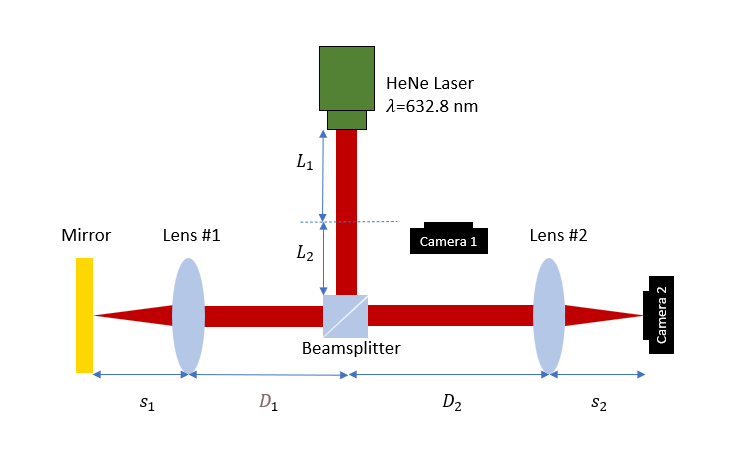 HeNe Laser
𝜆=632.8 nm
L₁
L₂
Camera 1
Mirror
Lens #1
Lens #2
Camera 2
Beamsplitter
s₁
D₁
D₂
s₂